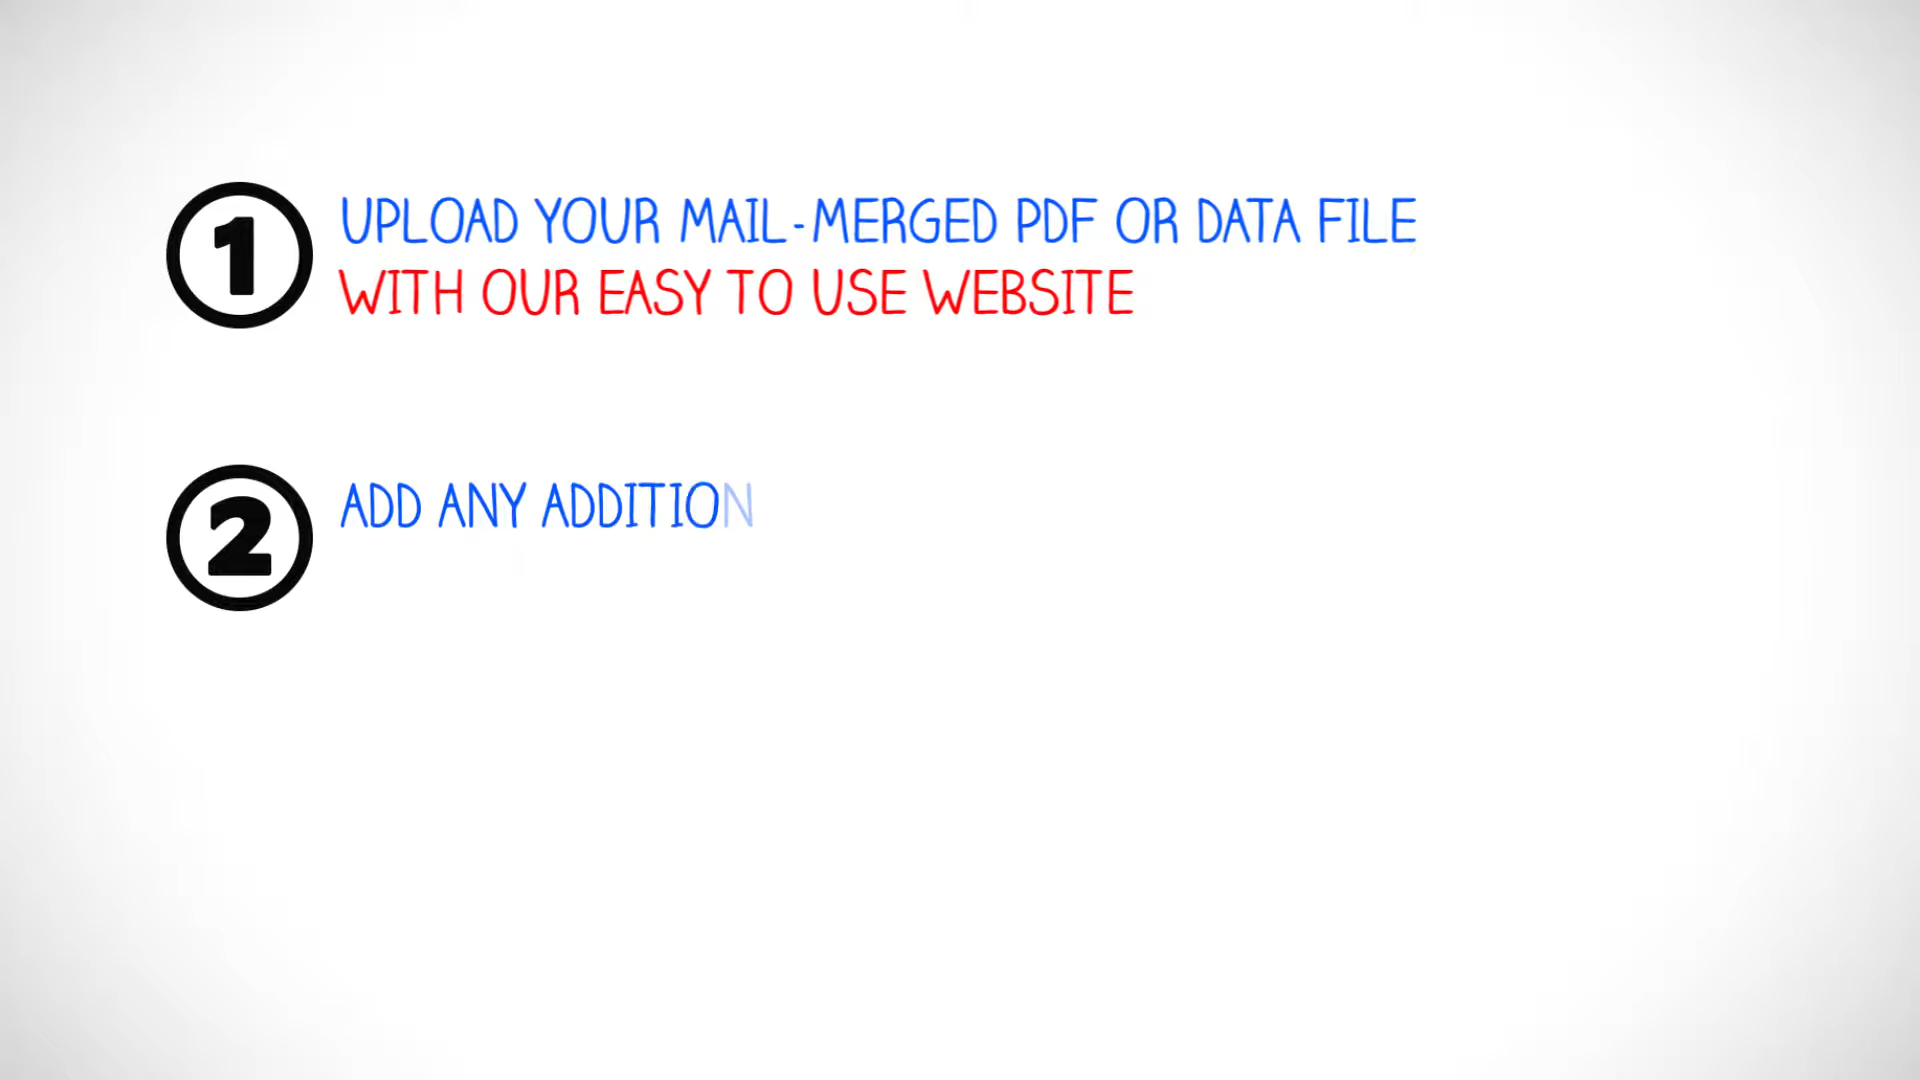 1
UPLOAD YOUR MAIL-MERGED PDF OR DATA FILE
WITH OUR EASY TO USE WEBSITE
2
ADD ANY ADDITION